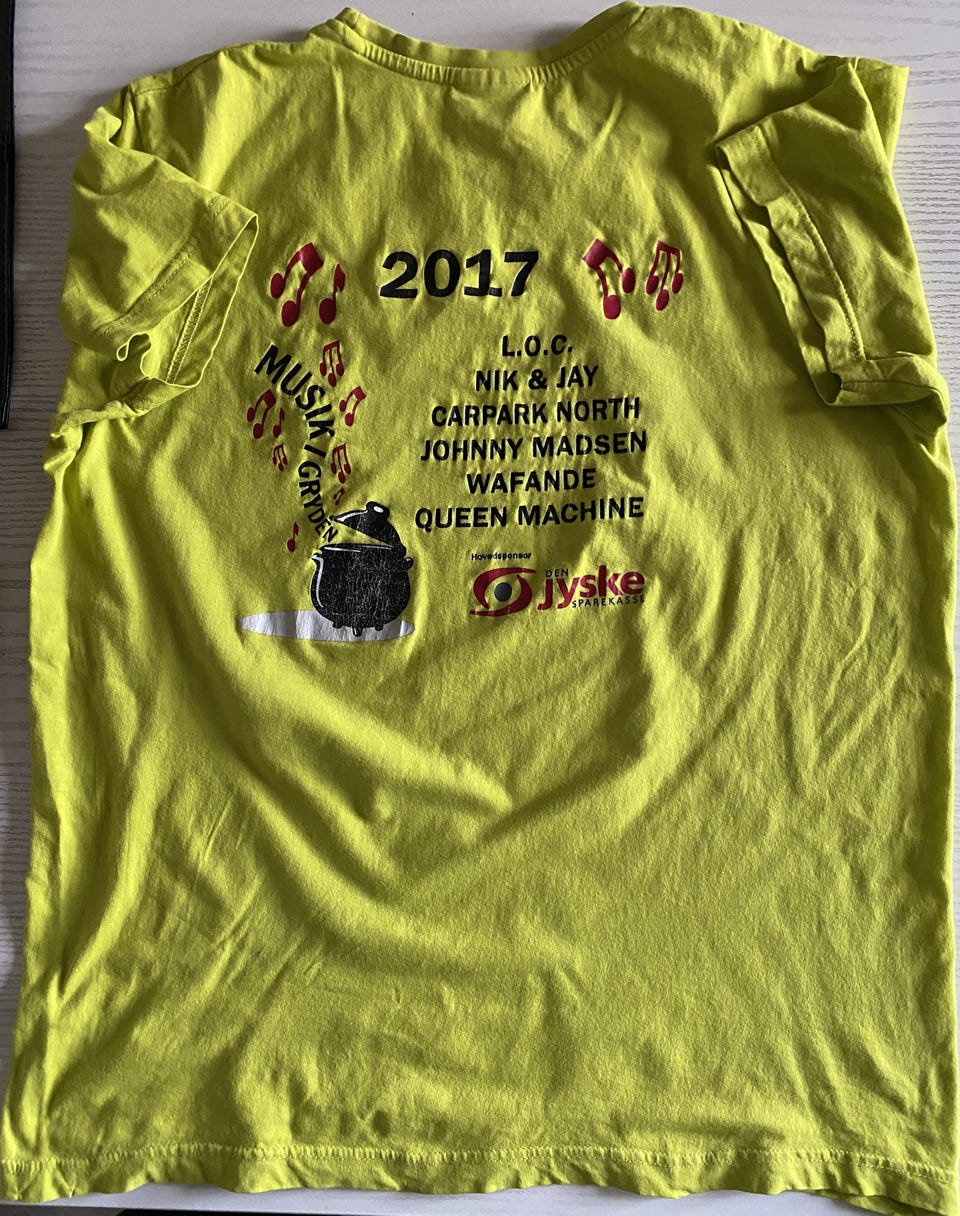 2017
MUSIK I GRYDEN
L.O.C.
NIK & JAY
CARPARK NORTH
JOHNNY MADSEN
WAFANDE
QUEEN MACHINE
Hovedsponsor
DEN
jyske
SPAREKASSE